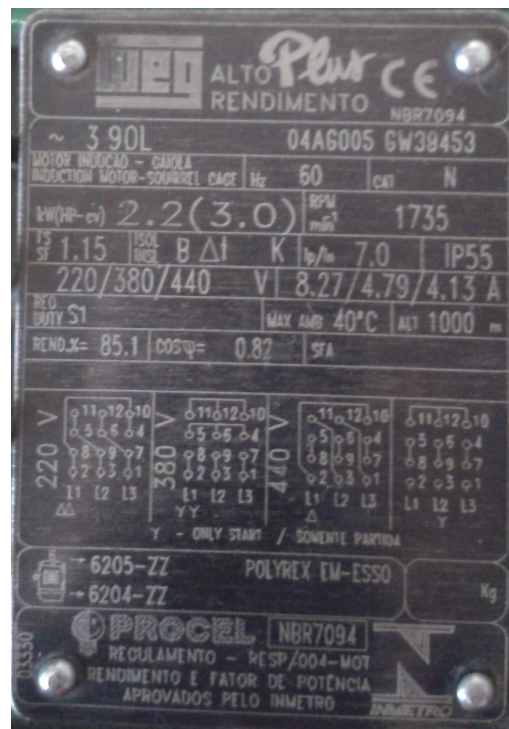 WEG ALTO Plus CE
RENDIMENTO NBR7094
~ 3 90L 04AG005 GW39453
MOTOR INDUCAO - GAIOLA
INDUCTION MOTOR-SQUIRREL CAGE Hz 60 CAT N
kW(HP-cv) 2.2(3.0) RPM min⁻¹ 1735
FS SF 1.15 ISOL INSL B Δt K Ip/In 7.0 IP55
220/380/440 V 8.27/4.79/4.13 A
REG DUTY S1 MAX AMB 40°C ALT 1000 m
REND.%= 85.1 cosφ= 0.82 SFA
220 V 380 V 440 V
11 12 10 11 12 10 11 12 10 11 12 10
5 6 4 5 6 4 5 6 4 5 6 4
8 9 7 8 9 7 8 9 7 8 9 7
2 3 1 2 3 1 2 3 1 2 3 1
L1 L2 L3 L1 L2 L3 L1 L2 L3 L1 L2 L3
ΔΔ YY Δ Y
Y - ONLY START / SOMENTE PARTIDA
6205-ZZ POLYREX EM-ESSO
6204-ZZ Kg
PROCEL NBR7094
REGULAMENTO - RESP/004-MOT
RENDIMENTO E FATOR DE POTÊNCIA
APROVADOS PELO INMETRO INMETRO